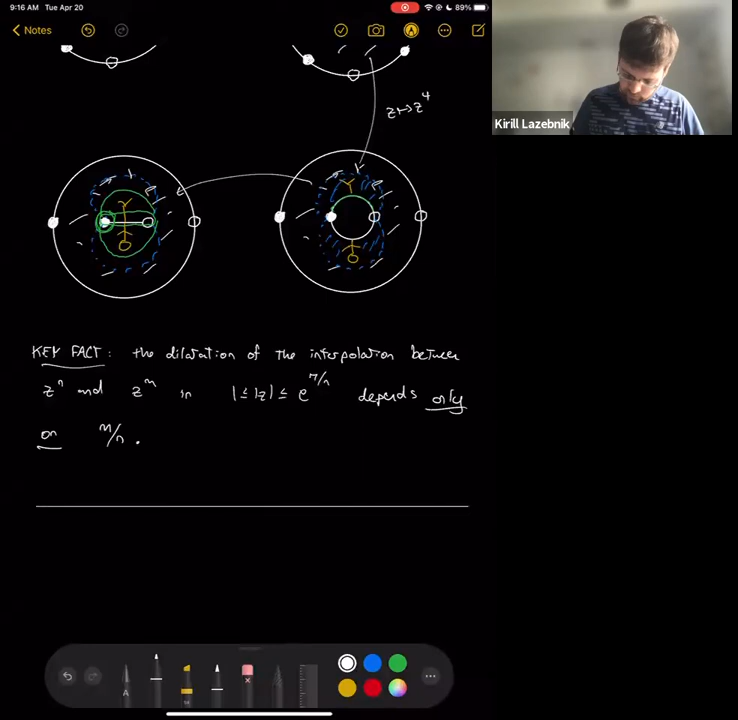 9:16 AM Tue Apr 20
89%
Notes
Kirill Lazebnik
z↦z⁴
KEY FACT: the dilatation of the interpolation between
zⁿ and zᵐ in 1≤|z|≤e^{π/n} depends only
on m/n.
A